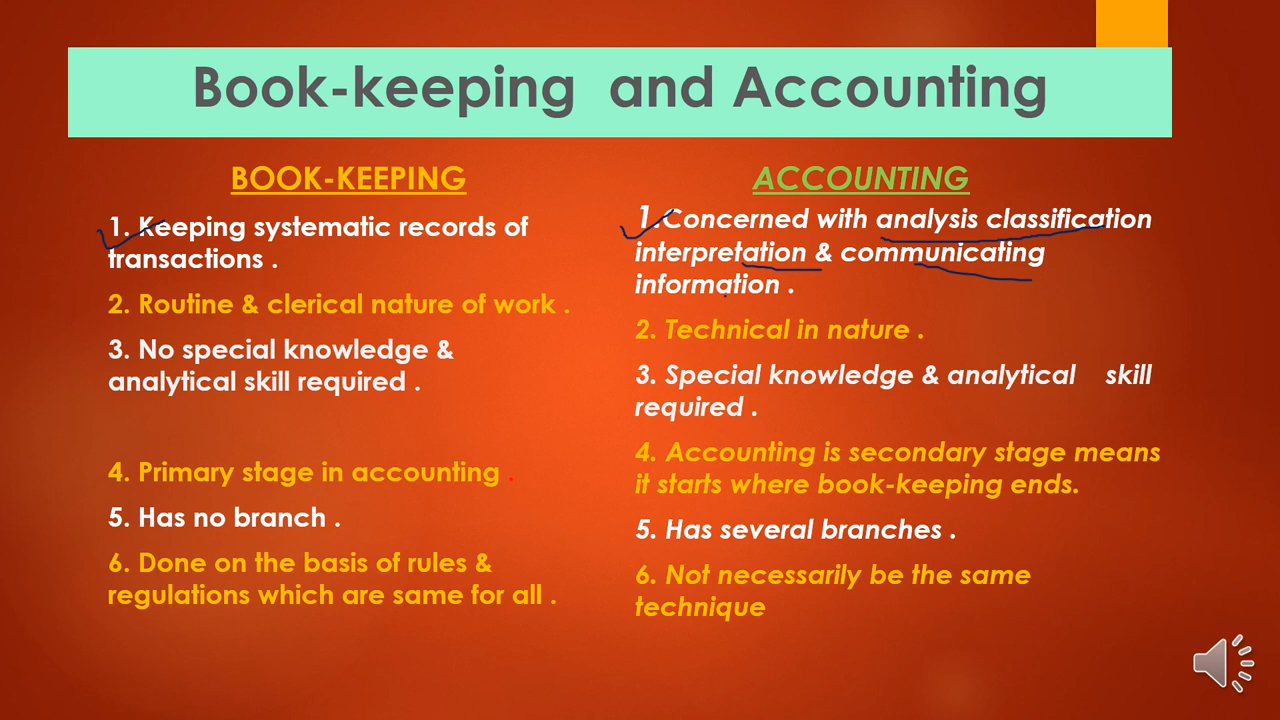 Book-keeping and Accounting
BOOK-KEEPING
1. Keeping systematic records of
transactions .
2. Routine & clerical nature of work .
3. No special knowledge &
analytical skill required .
4. Primary stage in accounting .
5. Has no branch .
6. Done on the basis of rules &
regulations which are same for all .
ACCOUNTING
1.Concerned with analysis classification
interpretation & communicating
information .
2. Technical in nature .
3. Special knowledge & analytical skill
required .
4. Accounting is secondary stage means
it starts where book-keeping ends.
5. Has several branches .
6. Not necessarily be the same
technique